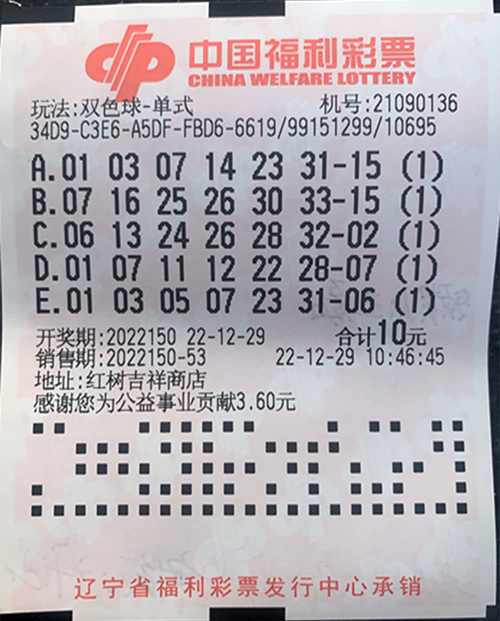 中国福利彩票
CHINA WELFARE LOTTERY
玩法:双色球-单式 机号:21090136
34D9-C3E6-A5DF-FBD6-6619/99151299/10695
A.01 03 07 14 23 31-15 (1)
B.07 16 25 26 30 33-15 (1)
C.06 13 24 26 28 32-02 (1)
D.01 07 11 12 22 28-07 (1)
E.01 03 05 07 23 31-06 (1)
开奖期:2022150 22-12-29 合计10元
销售期:2022150-53 22-12-29 10:46:45
地址:红树吉祥商店
感谢您为公益事业贡献3.60元
辽宁省福利彩票发行中心承销